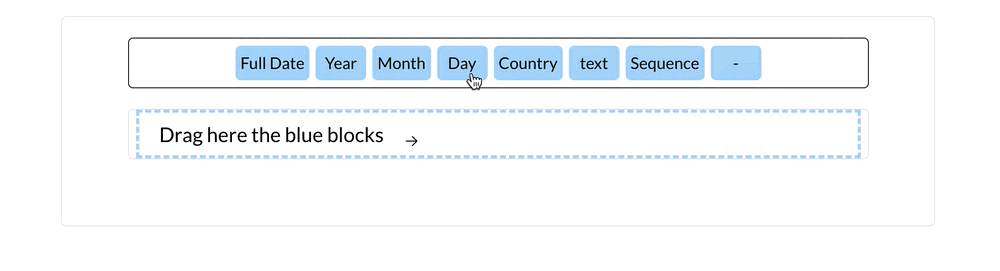 Full Date Year Month Day Country text Sequence -
Drag here the blue blocks →